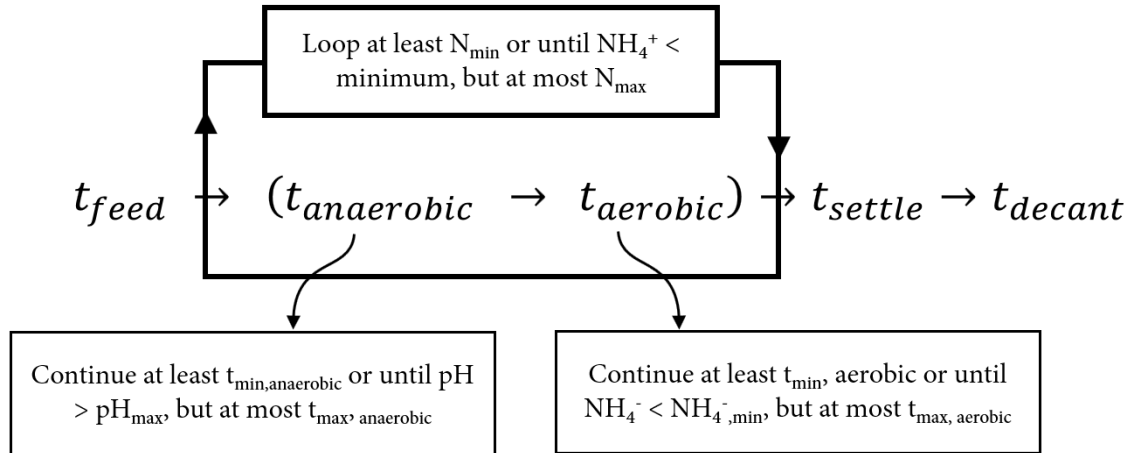 Loop at least N_min or until NH₄⁺ <
minimum, but at most N_max
t_feed → (t_anaerobic → t_aerobic) → t_settle → t_decant
Continue at least t_min,anaerobic or until pH
> pH_max, but at most t_max, anaerobic
Continue at least t_min, aerobic or until
NH₄⁻ < NH₄⁻,min, but at most t_max, aerobic